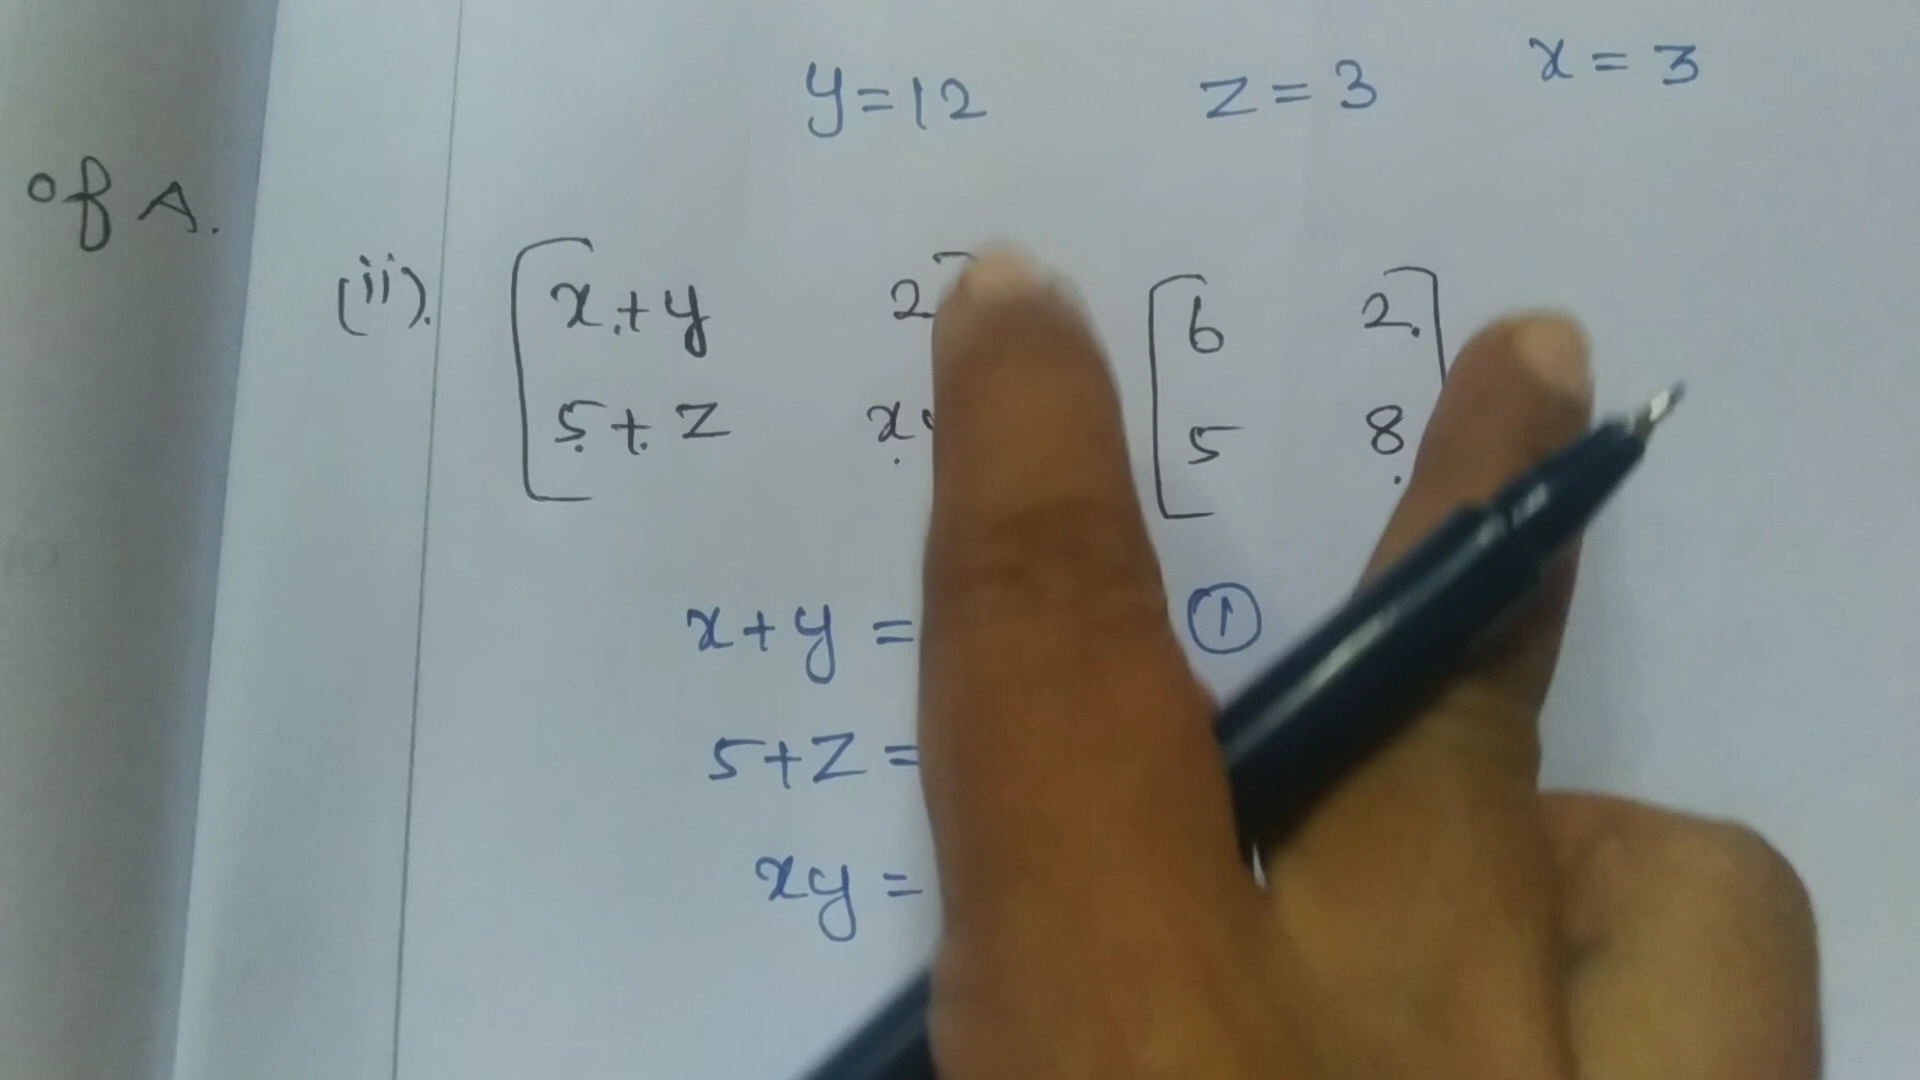 y=12 z=3 x=3
of A.
(ii). [x+y 2] [6 2]
[5+z x [5 8
x+y = ①
5+z =
xy =